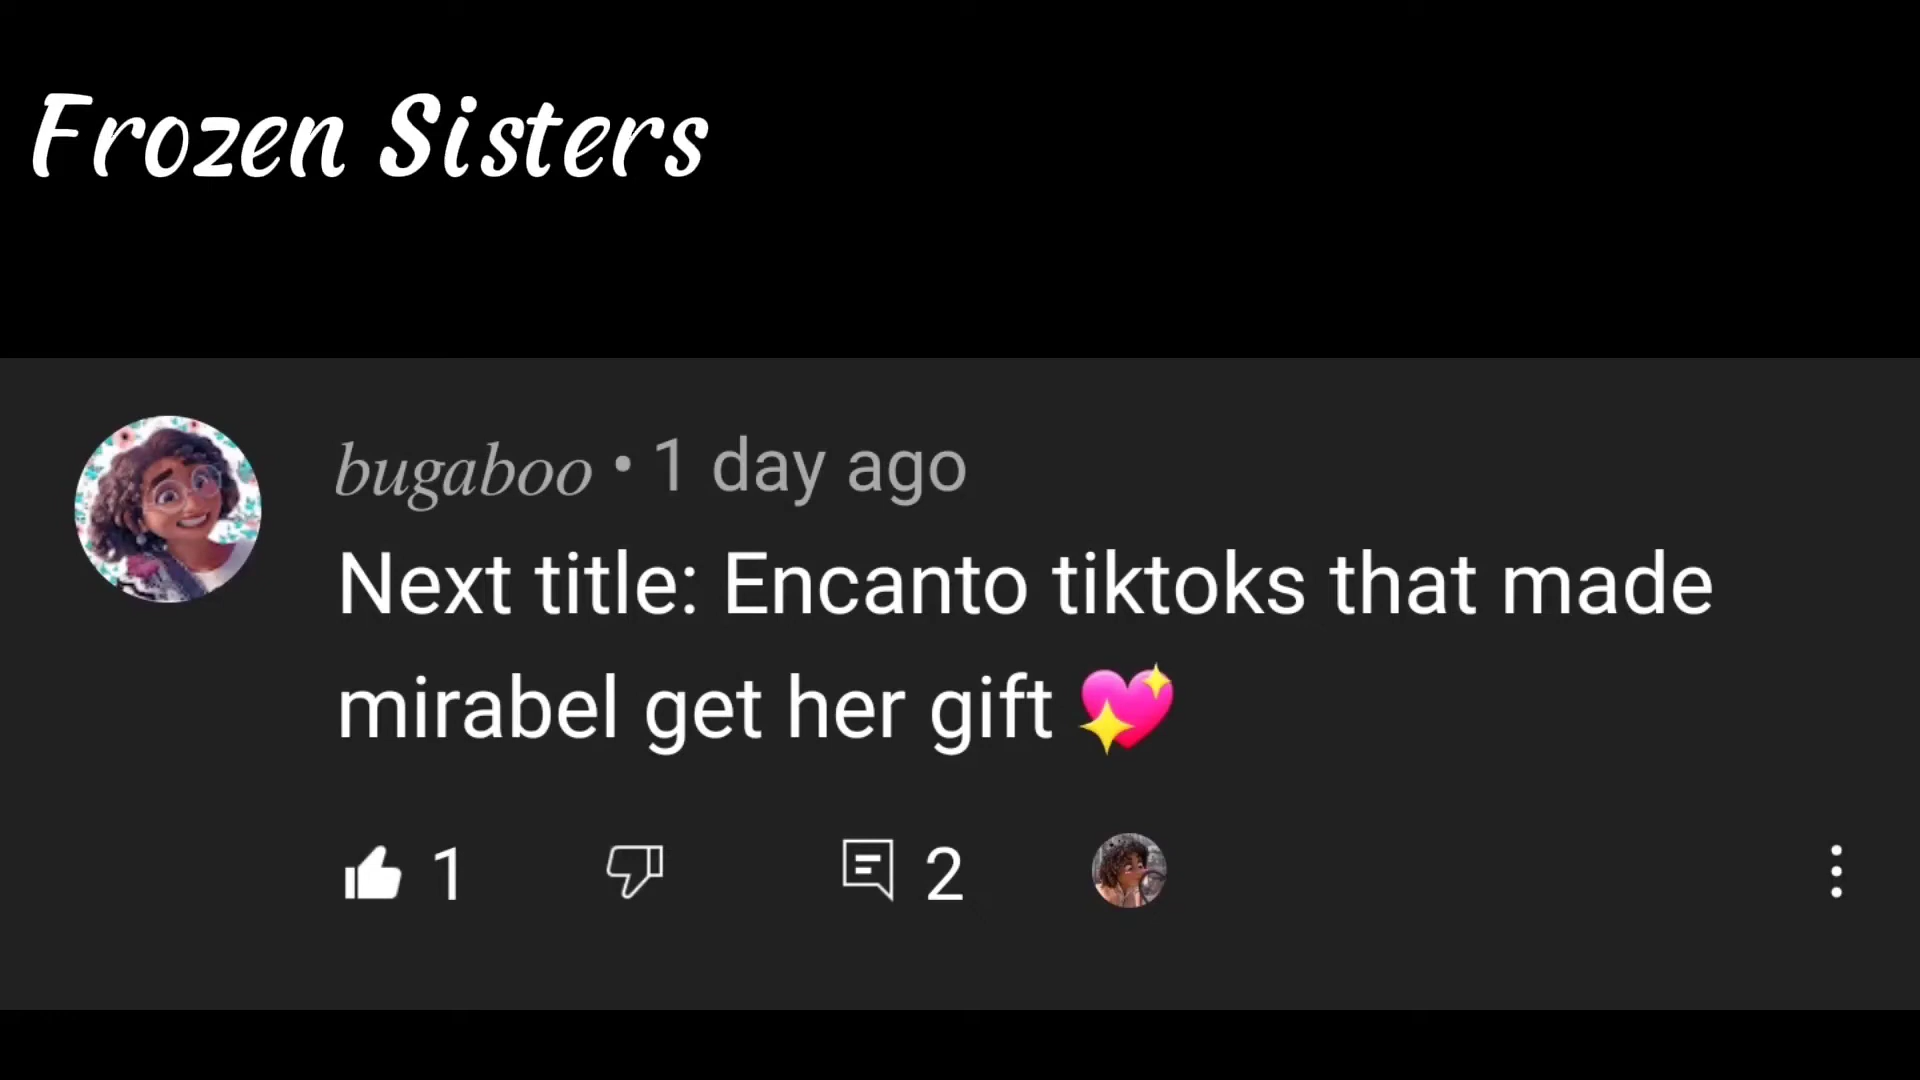 Frozen Sisters
bugaboo • 1 day ago
Next title: Encanto tiktoks that made
mirabel get her gift 💖
1 2